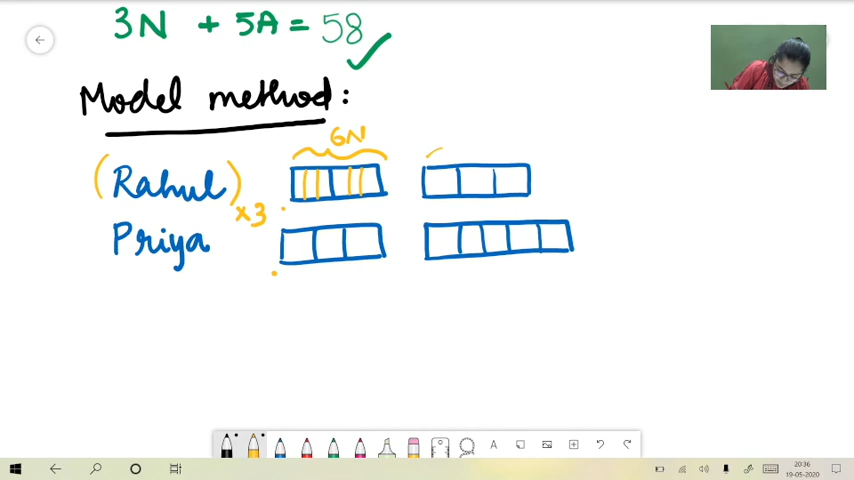 3N + 5A = 58
Model method:
6N
(Rahul) ×3
Priya
A
20:36
19-05-2020